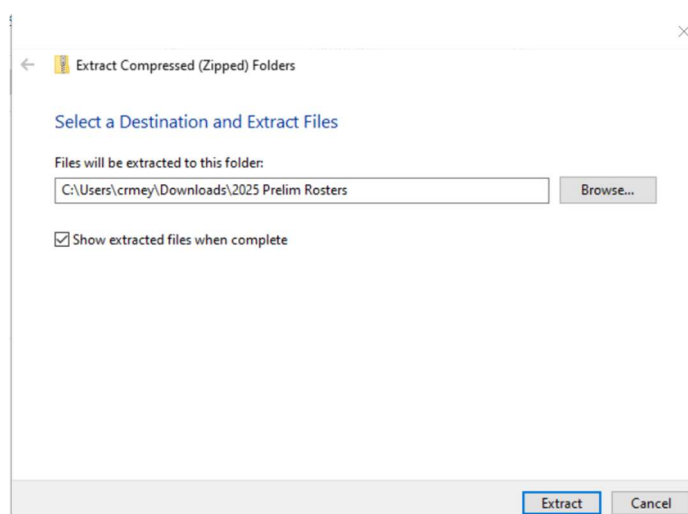 Extract Compressed (Zipped) Folders
Select a Destination and Extract Files
Files will be extracted to this folder:
C:\Users\crmey\Downloads\2025 Prelim Rosters
Browse...
Show extracted files when complete
Extract
Cancel